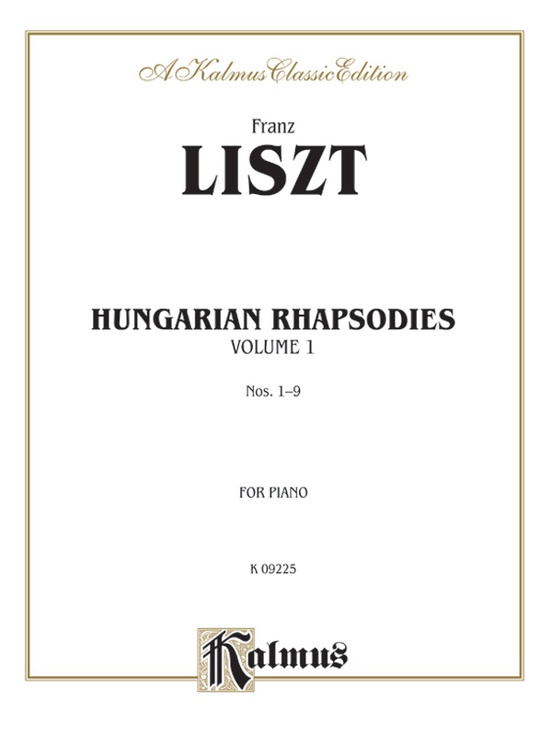 A Kalmus Classic Edition
Franz
LISZT
HUNGARIAN RHAPSODIES
VOLUME 1
Nos. 1–9
FOR PIANO
K 09225
Kalmus